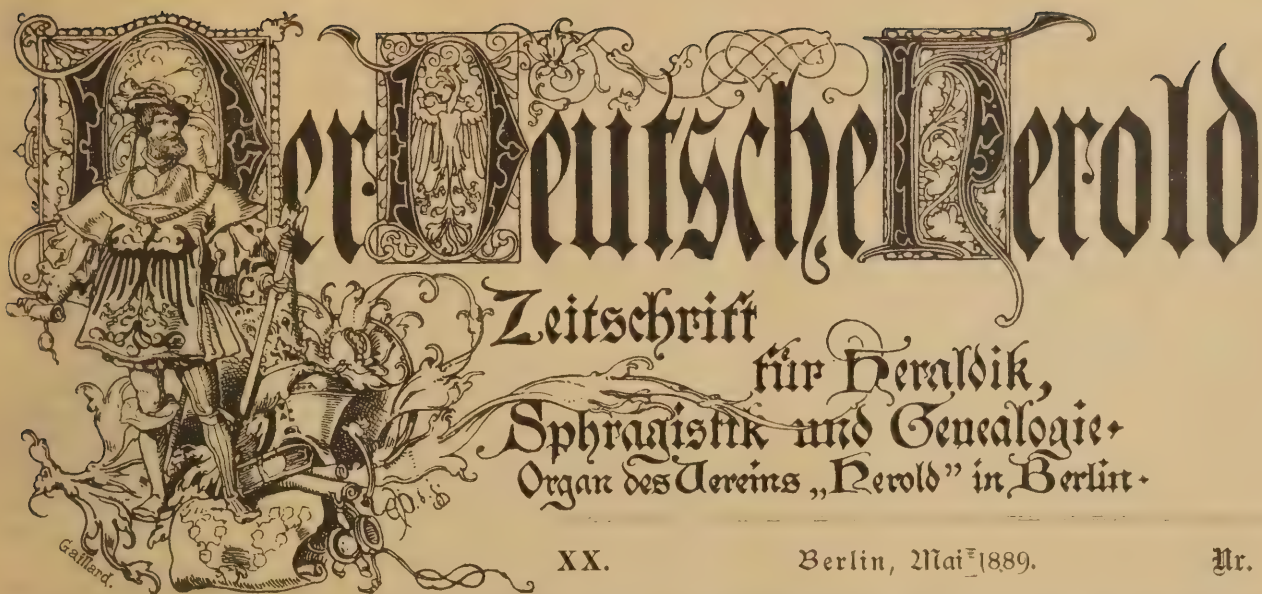 Der Deutsche Herold
Zeitschrift
für Heraldik,
Sphragistik und Genealogie.
Organ des Vereins „Herold” in Berlin.
Gaillard.
XX. Berlin, Mai 1889. Nr.